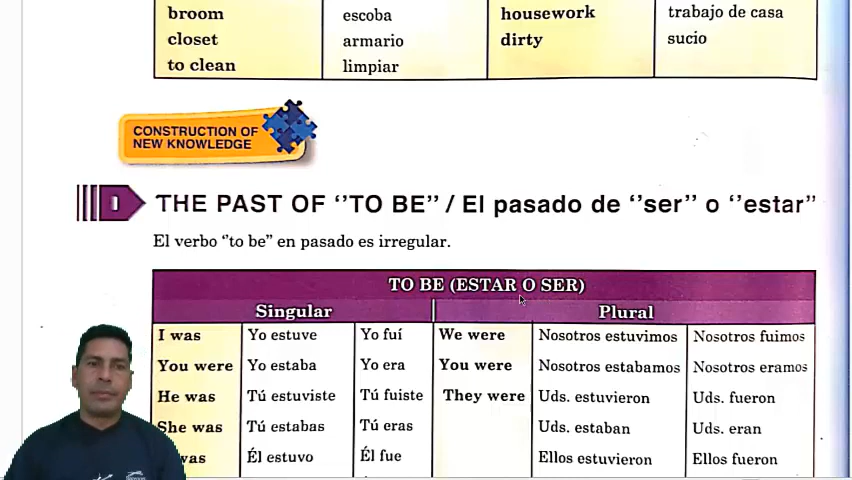 broom escoba housework trabajo de casa
closet armario dirty sucio
to clean limpiar
CONSTRUCTION OF
NEW KNOWLEDGE
1 THE PAST OF "TO BE" / El pasado de "ser" o "estar"
El verbo "to be" en pasado es irregular.
TO BE (ESTAR O SER)
Singular Plural
I was Yo estuve Yo fuí We were Nosotros estuvimos Nosotros fuimos
You were Yo estaba Yo era You were Nosotros estabamos Nosotros eramos
He was Tú estuviste Tú fuiste They were Uds. estuvieron Uds. fueron
She was Tú estabas Tú eras Uds. estaban Uds. eran
was Él estuvo Él fue Ellos estuvieron Ellos fueron